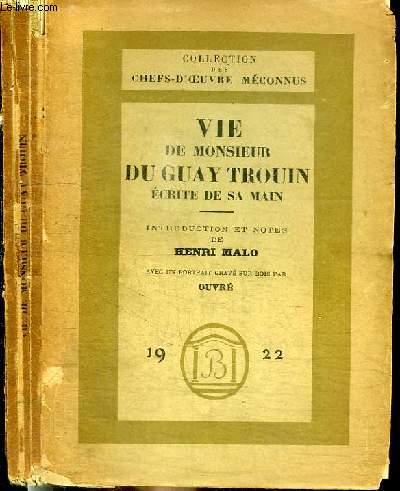 COLLECTION
DES
CHEFS-D'ŒUVRE MÉCONNUS
VIE
DE MONSIEUR
DU GUAY TROUIN
ÉCRITE DE SA MAIN
INTRODUCTION ET NOTES
DE
HENRI MALO
AVEC UN PORTRAIT GRAVÉ SUR BOIS PAR
OUVRÉ
19 B 22
VIE DE MONSIEUR DU GUAY TROUIN